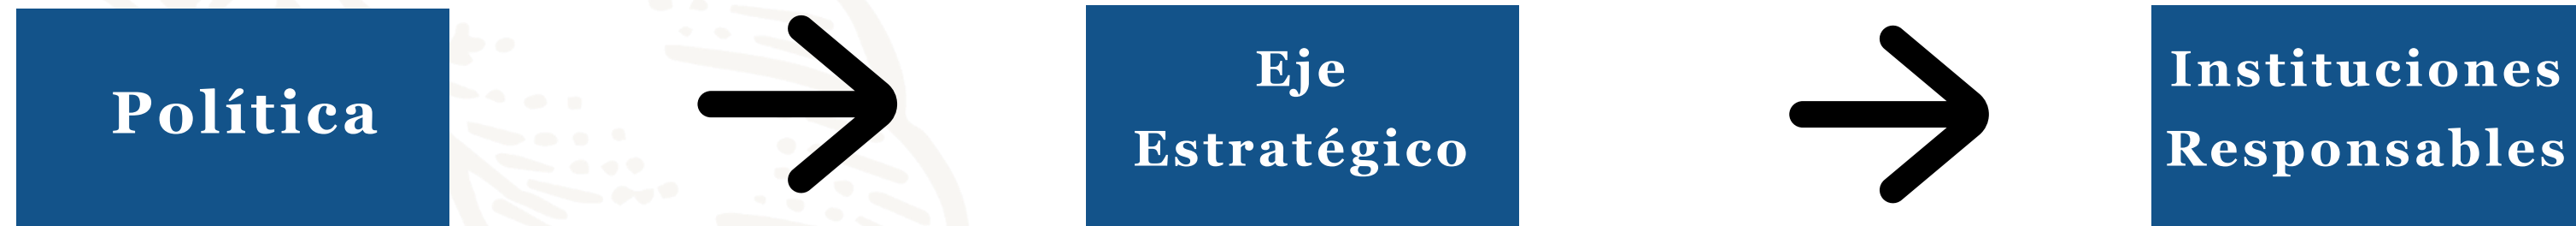 Política
Eje
Estratégico
Instituciones
Responsables